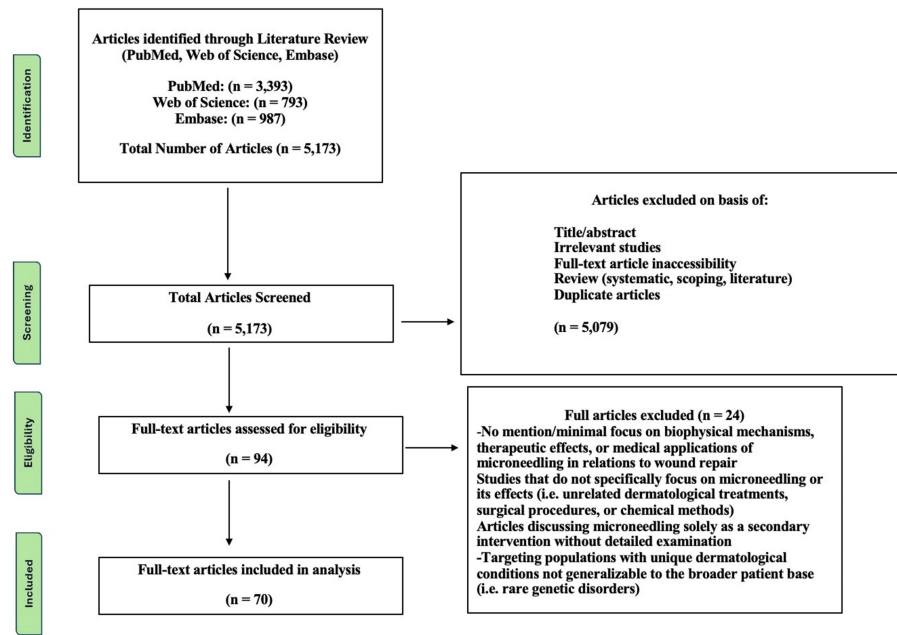 Identification
Articles identified through Literature Review
(PubMed, Web of Science, Embase)
PubMed: (n = 3,393)
Web of Science: (n = 793)
Embase: (n = 987)
Total Number of Articles (n = 5,173)
Screening
Total Articles Screened
(n = 5,173)
Articles excluded on basis of:
Title/abstract
Irrelevant studies
Full-text article inaccessibility
Review (systematic, scoping, literature)
Duplicate articles
(n = 5,079)
Eligibility
Full-text articles assessed for eligibility
(n = 94)
Full articles excluded (n = 24)
-No mention/minimal focus on biophysical mechanisms,
therapeutic effects, or medical applications of
microneedling in relations to wound repair
Studies that do not specifically focus on microneedling or
its effects (i.e. unrelated dermatological treatments,
surgical procedures, or chemical methods)
Articles discussing microneedling solely as a secondary
intervention without detailed examination
-Targeting populations with unique dermatological
conditions not generalizable to the broader patient base
(i.e. rare genetic disorders)
Included
Full-text articles included in analysis
(n = 70)